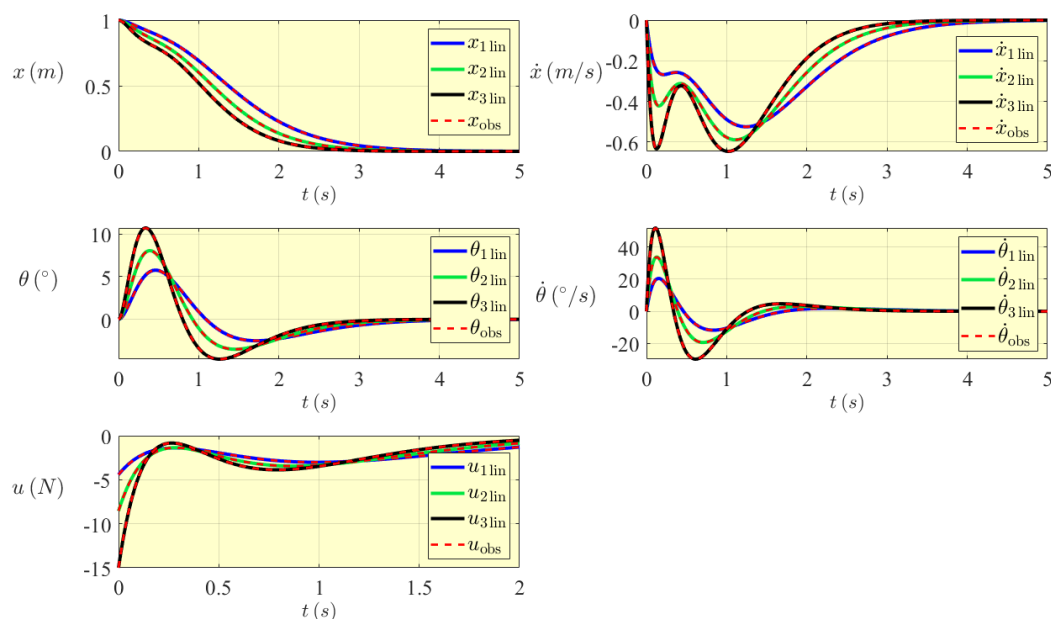 x (m)
1
0.5
0
0 1 2 3 4 5
t (s)
x1 lin
x2 lin
x3 lin
xobs
ẋ (m/s)
0
-0.2
-0.4
-0.6
0 1 2 3 4 5
t (s)
ẋ1 lin
ẋ2 lin
ẋ3 lin
ẋobs
θ (°)
10
5
0
0 1 2 3 4 5
t (s)
θ1 lin
θ2 lin
θ3 lin
θobs
θ̇ (°/s)
40
20
0
-20
0 1 2 3 4 5
t (s)
θ̇1 lin
θ̇2 lin
θ̇3 lin
θ̇obs
u (N)
0
-5
-10
-15
0 0.5 1 1.5 2
t (s)
u1 lin
u2 lin
u3 lin
uobs